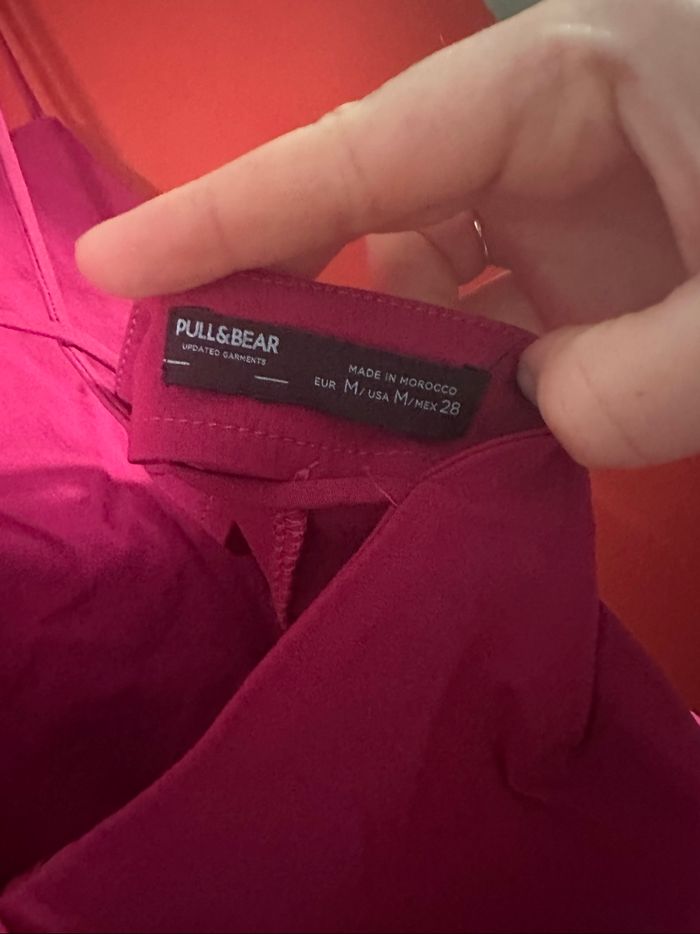 PULL&BEAR
UPDATED GARMENTS
MADE IN MOROCCO
EUR M/USA M/MEX 28